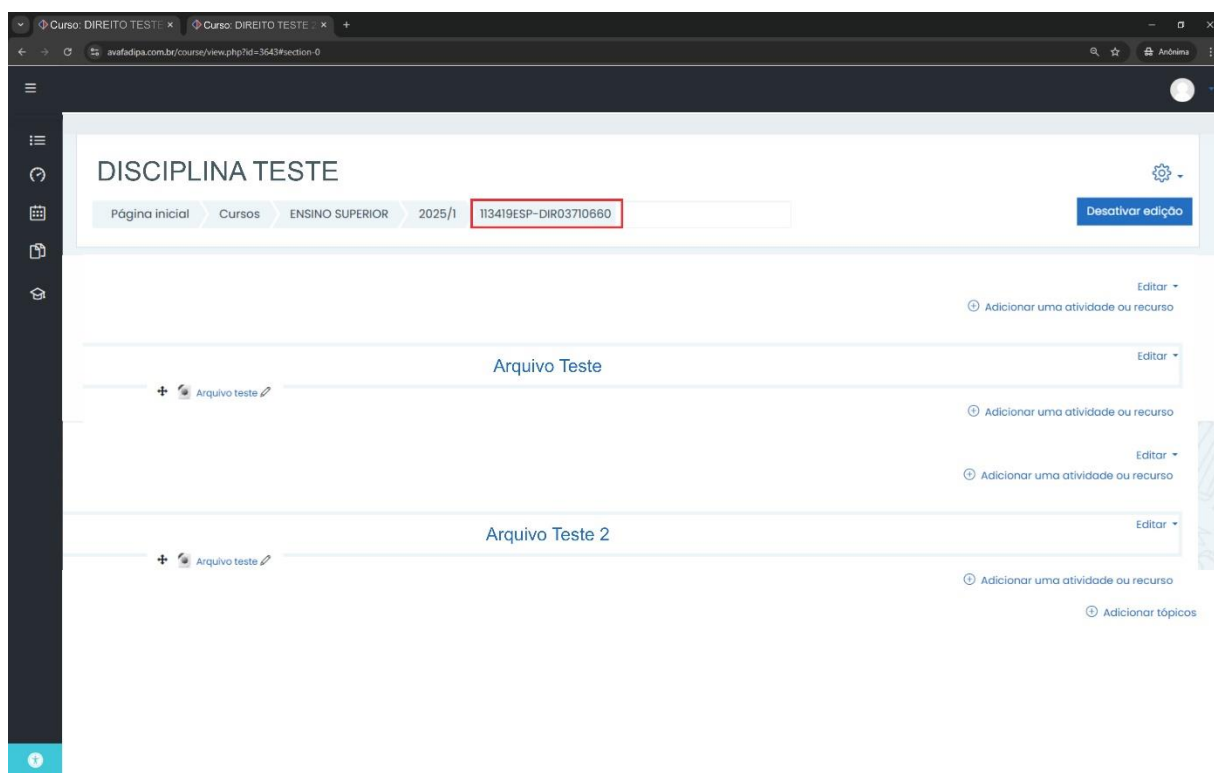 Curso: DIREITO TESTE × Curso: DIREITO TESTE 2 × +
avafadipa.com.br/course/view.php?id=3643#section-0 Anônima
DISCIPLINA TESTE
Página inicial Cursos ENSINO SUPERIOR 2025/1 113419ESP-DIR03710660 Desativar edição
Editar
Adicionar uma atividade ou recurso
Arquivo Teste Editar
Arquivo teste
Adicionar uma atividade ou recurso
Editar
Adicionar uma atividade ou recurso
Arquivo Teste 2 Editar
Arquivo teste
Adicionar uma atividade ou recurso
Adicionar tópicos